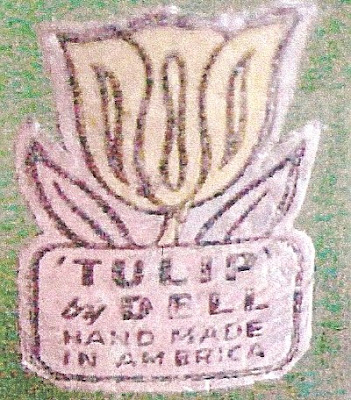 'TULIP'
by DELL
HAND MADE
IN AMERICA